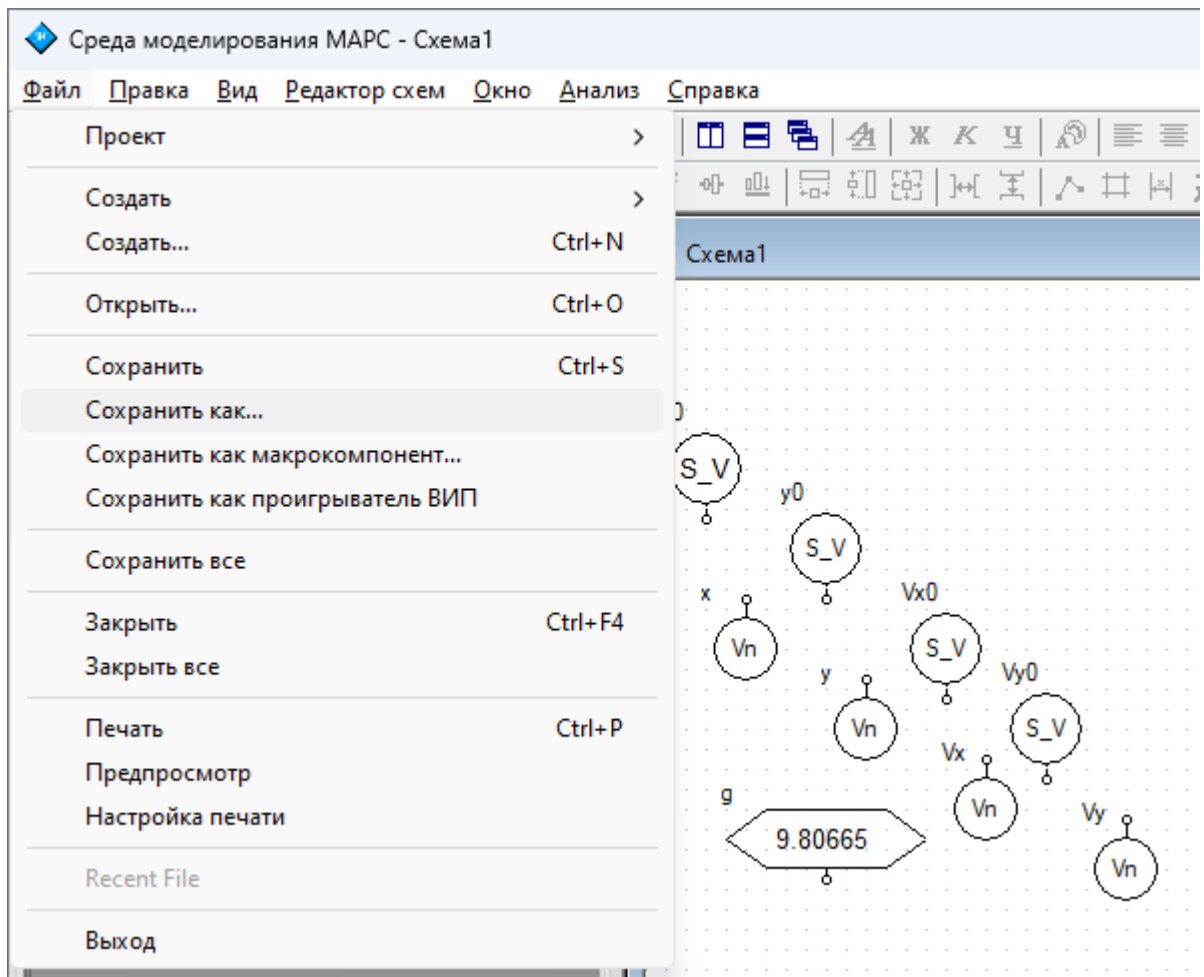 Среда моделирования МАРС - Схема1
Файл Правка Вид Редактор схем Окно Анализ Справка
Проект
Создать
Создать... Ctrl+N
Открыть... Ctrl+O
Сохранить Ctrl+S
Сохранить как...
Сохранить как макрокомпонент...
Сохранить как проигрыватель ВИП
Сохранить все
Закрыть Ctrl+F4
Закрыть все
Печать Ctrl+P
Предпросмотр
Настройка печати
Recent File
Выход
А Ж К Ч
Схема1
0
S_V
y0
S_V
x
Vn
Vx0
S_V
y
Vn
Vy0
S_V
Vx
Vn
g
9.80665
Vy
Vn